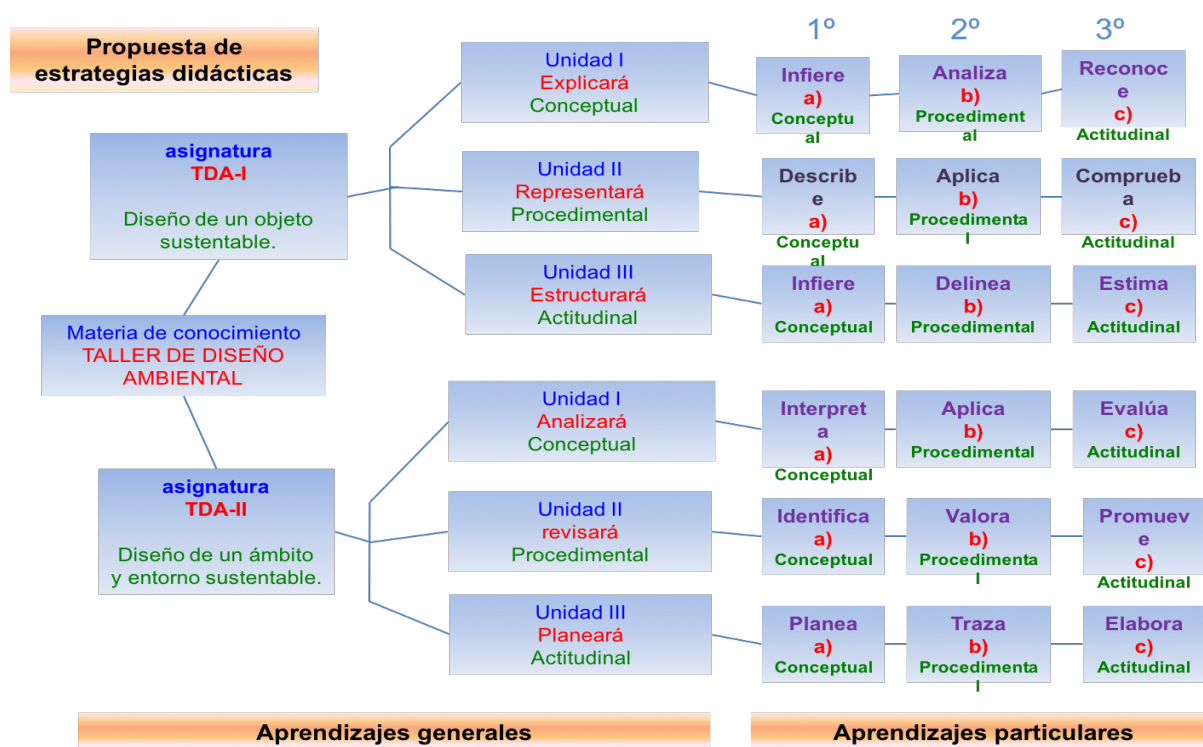 Propuesta de
estrategias didácticas
1º
2º
3º
asignatura
TDA-I
Diseño de un objeto
sustentable.
Materia de conocimiento
TALLER DE DISEÑO
AMBIENTAL
asignatura
TDA-II
Diseño de un ámbito
y entorno sustentable.
Unidad I
Explicará
Conceptual
Infiere
a)
Conceptu
al
Analiza
b)
Procediment
al
Reconoc
e
c)
Actitudinal
Unidad II
Representará
Procedimental
Describ
e
a)
Conceptu
al
Aplica
b)
Procedimenta
l
Comprueb
a
c)
Actitudinal
Unidad III
Estructurará
Actitudinal
Infiere
a)
Conceptual
Delinea
b)
Procedimental
Estima
c)
Actitudinal
Unidad I
Analizará
Conceptual
Interpret
a
a)
Conceptual
Aplica
b)
Procedimental
Evalúa
c)
Actitudinal
Unidad II
revisará
Procedimental
Identifica
a)
Conceptual
Valora
b)
Procedimenta
l
Promuev
e
c)
Actitudinal
Unidad III
Planeará
Actitudinal
Planea
a)
Conceptual
Traza
b)
Procedimenta
l
Elabora
c)
Actitudinal
Aprendizajes generales
Aprendizajes particulares